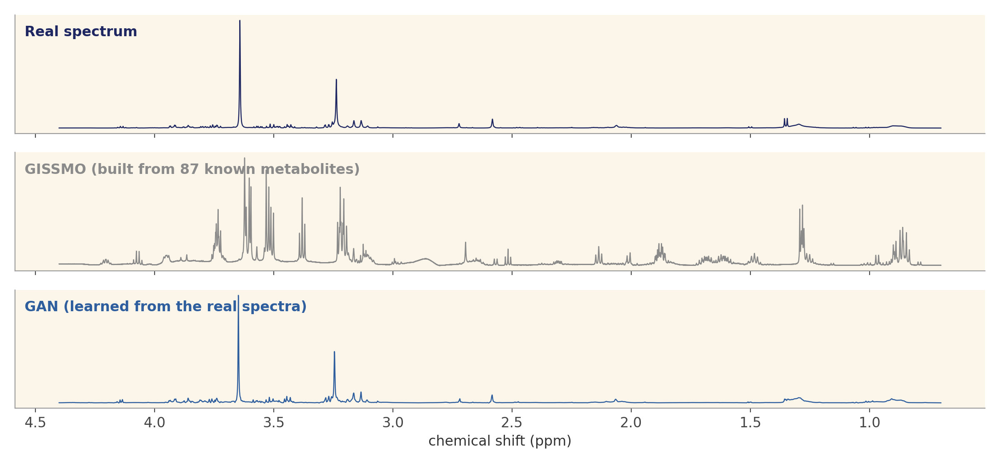 Real spectrum
GISSMO (built from 87 known metabolites)
GAN (learned from the real spectra)
4.5 4.0 3.5 3.0 2.5 2.0 1.5 1.0
chemical shift (ppm)